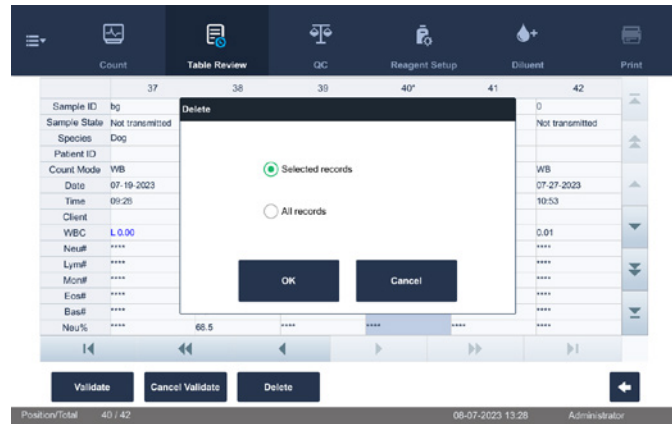 Count Table Review QC Reagent Setup Diluent Print
37 38 39 40* 41 42
Sample ID bg 0
Delete
Sample State Not transmitted Not transmitted
Species Dog
Patient ID
Selected records
Count Mode WB WB
Date 07-19-2023 07-27-2023
Time 09:28 10:53
All records
Client
WBC L 0.00 0.01
Neu# **** ****
Lym# **** ****
OK Cancel
Mon# **** ****
Eos# **** ****
Bas# **** ****
Neu% **** 68.5 **** **** **** ****
Validate Cancel Validate Delete
Position/Total 40 / 42 08-07-2023 13:28 Administrator